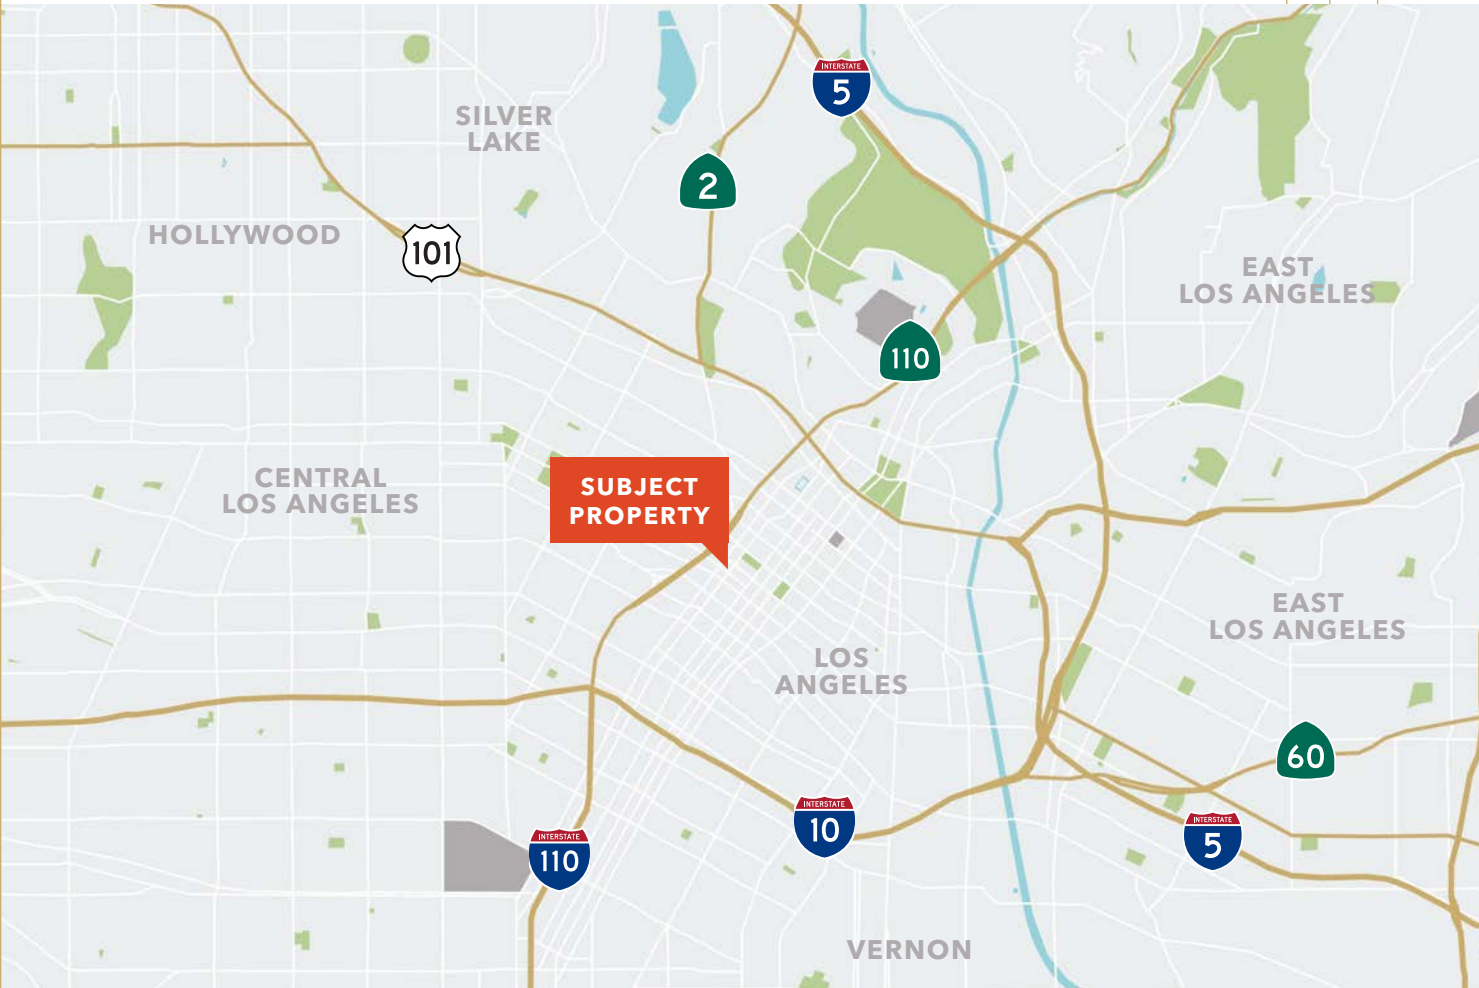 INTERSTATE
5
SILVER
LAKE
2
HOLLYWOOD
101
EAST
LOS ANGELES
110
CENTRAL
LOS ANGELES
SUBJECT
PROPERTY
EAST
LOS ANGELES
LOS
ANGELES
60
INTERSTATE
10
INTERSTATE
5
INTERSTATE
110
VERNON